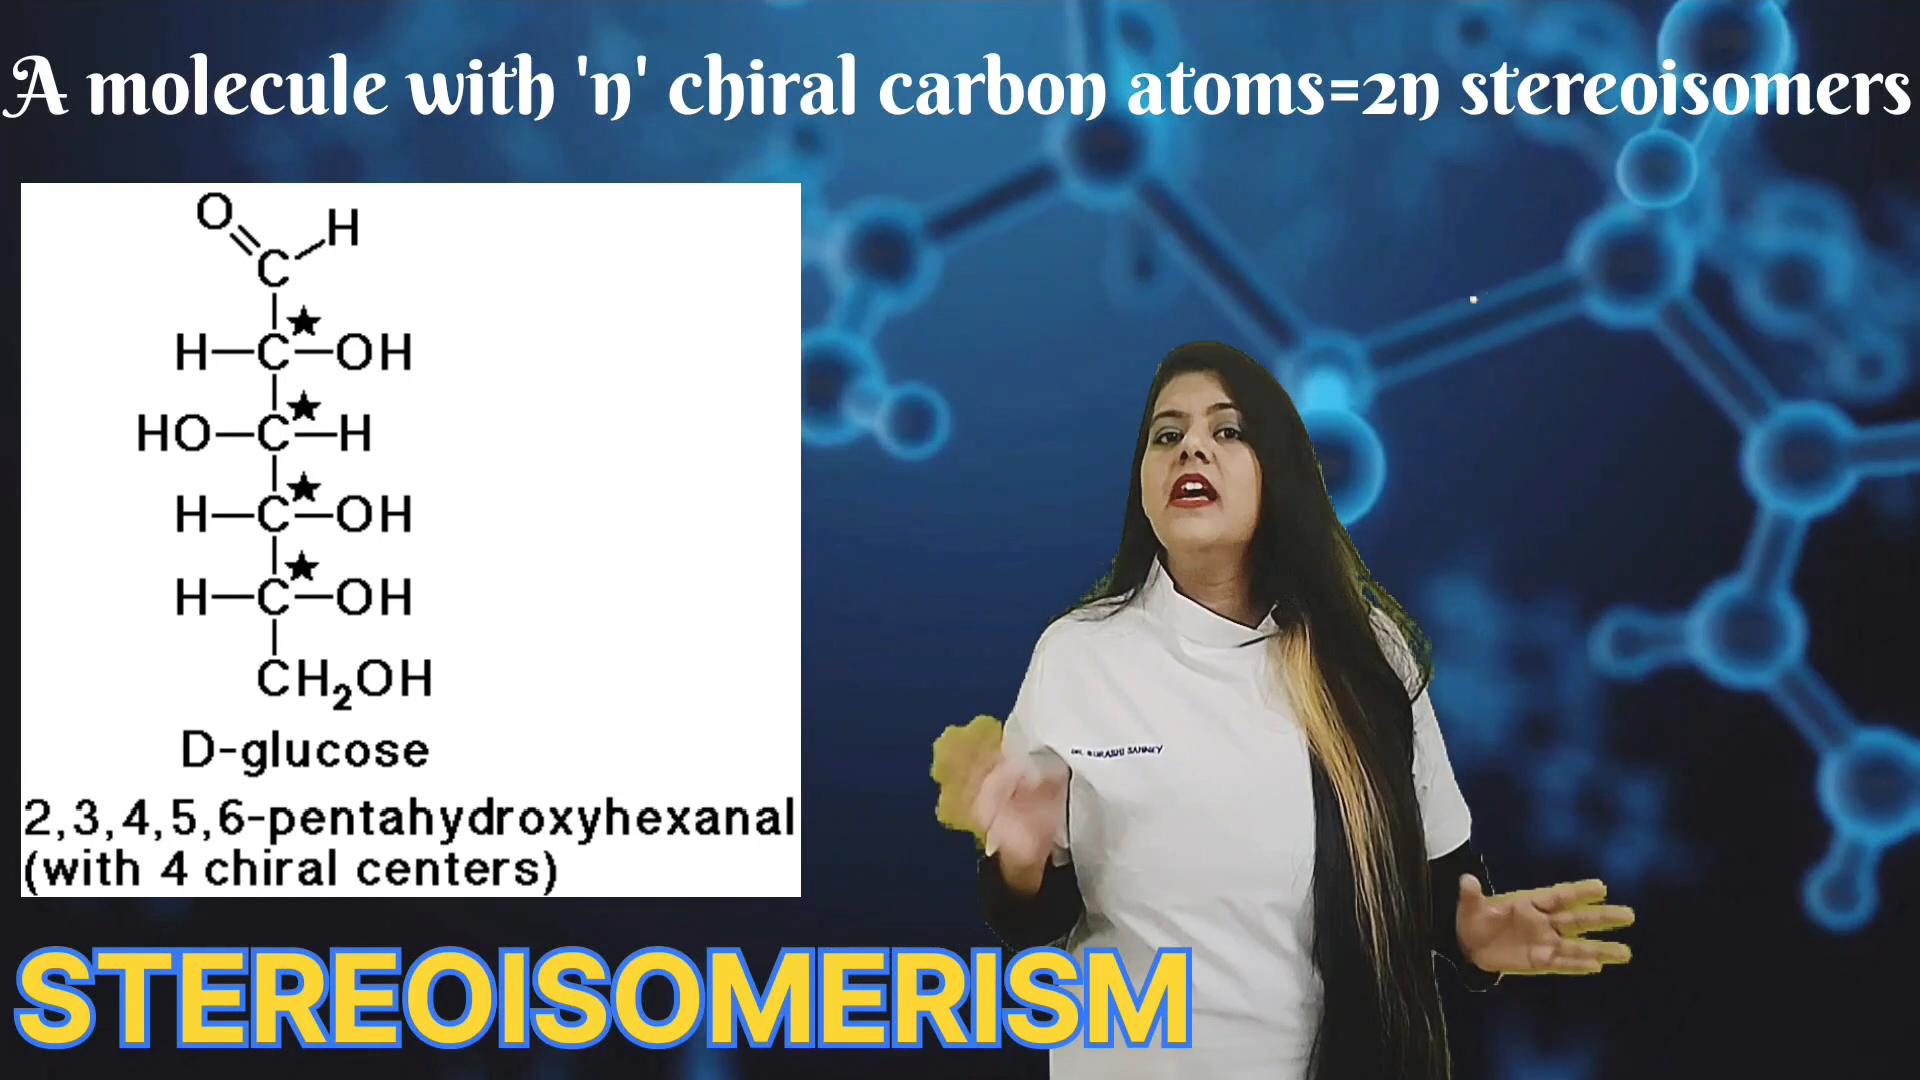 A molecule with 'n' chiral carbon atoms=2n stereoisomers
O H
C
H—C—OH
HO—C—H
H—C—OH
H—C—OH
CH₂OH
D-glucose
2,3,4,5,6-pentahydroxyhexanal
(with 4 chiral centers)
STEREOISOMERISM